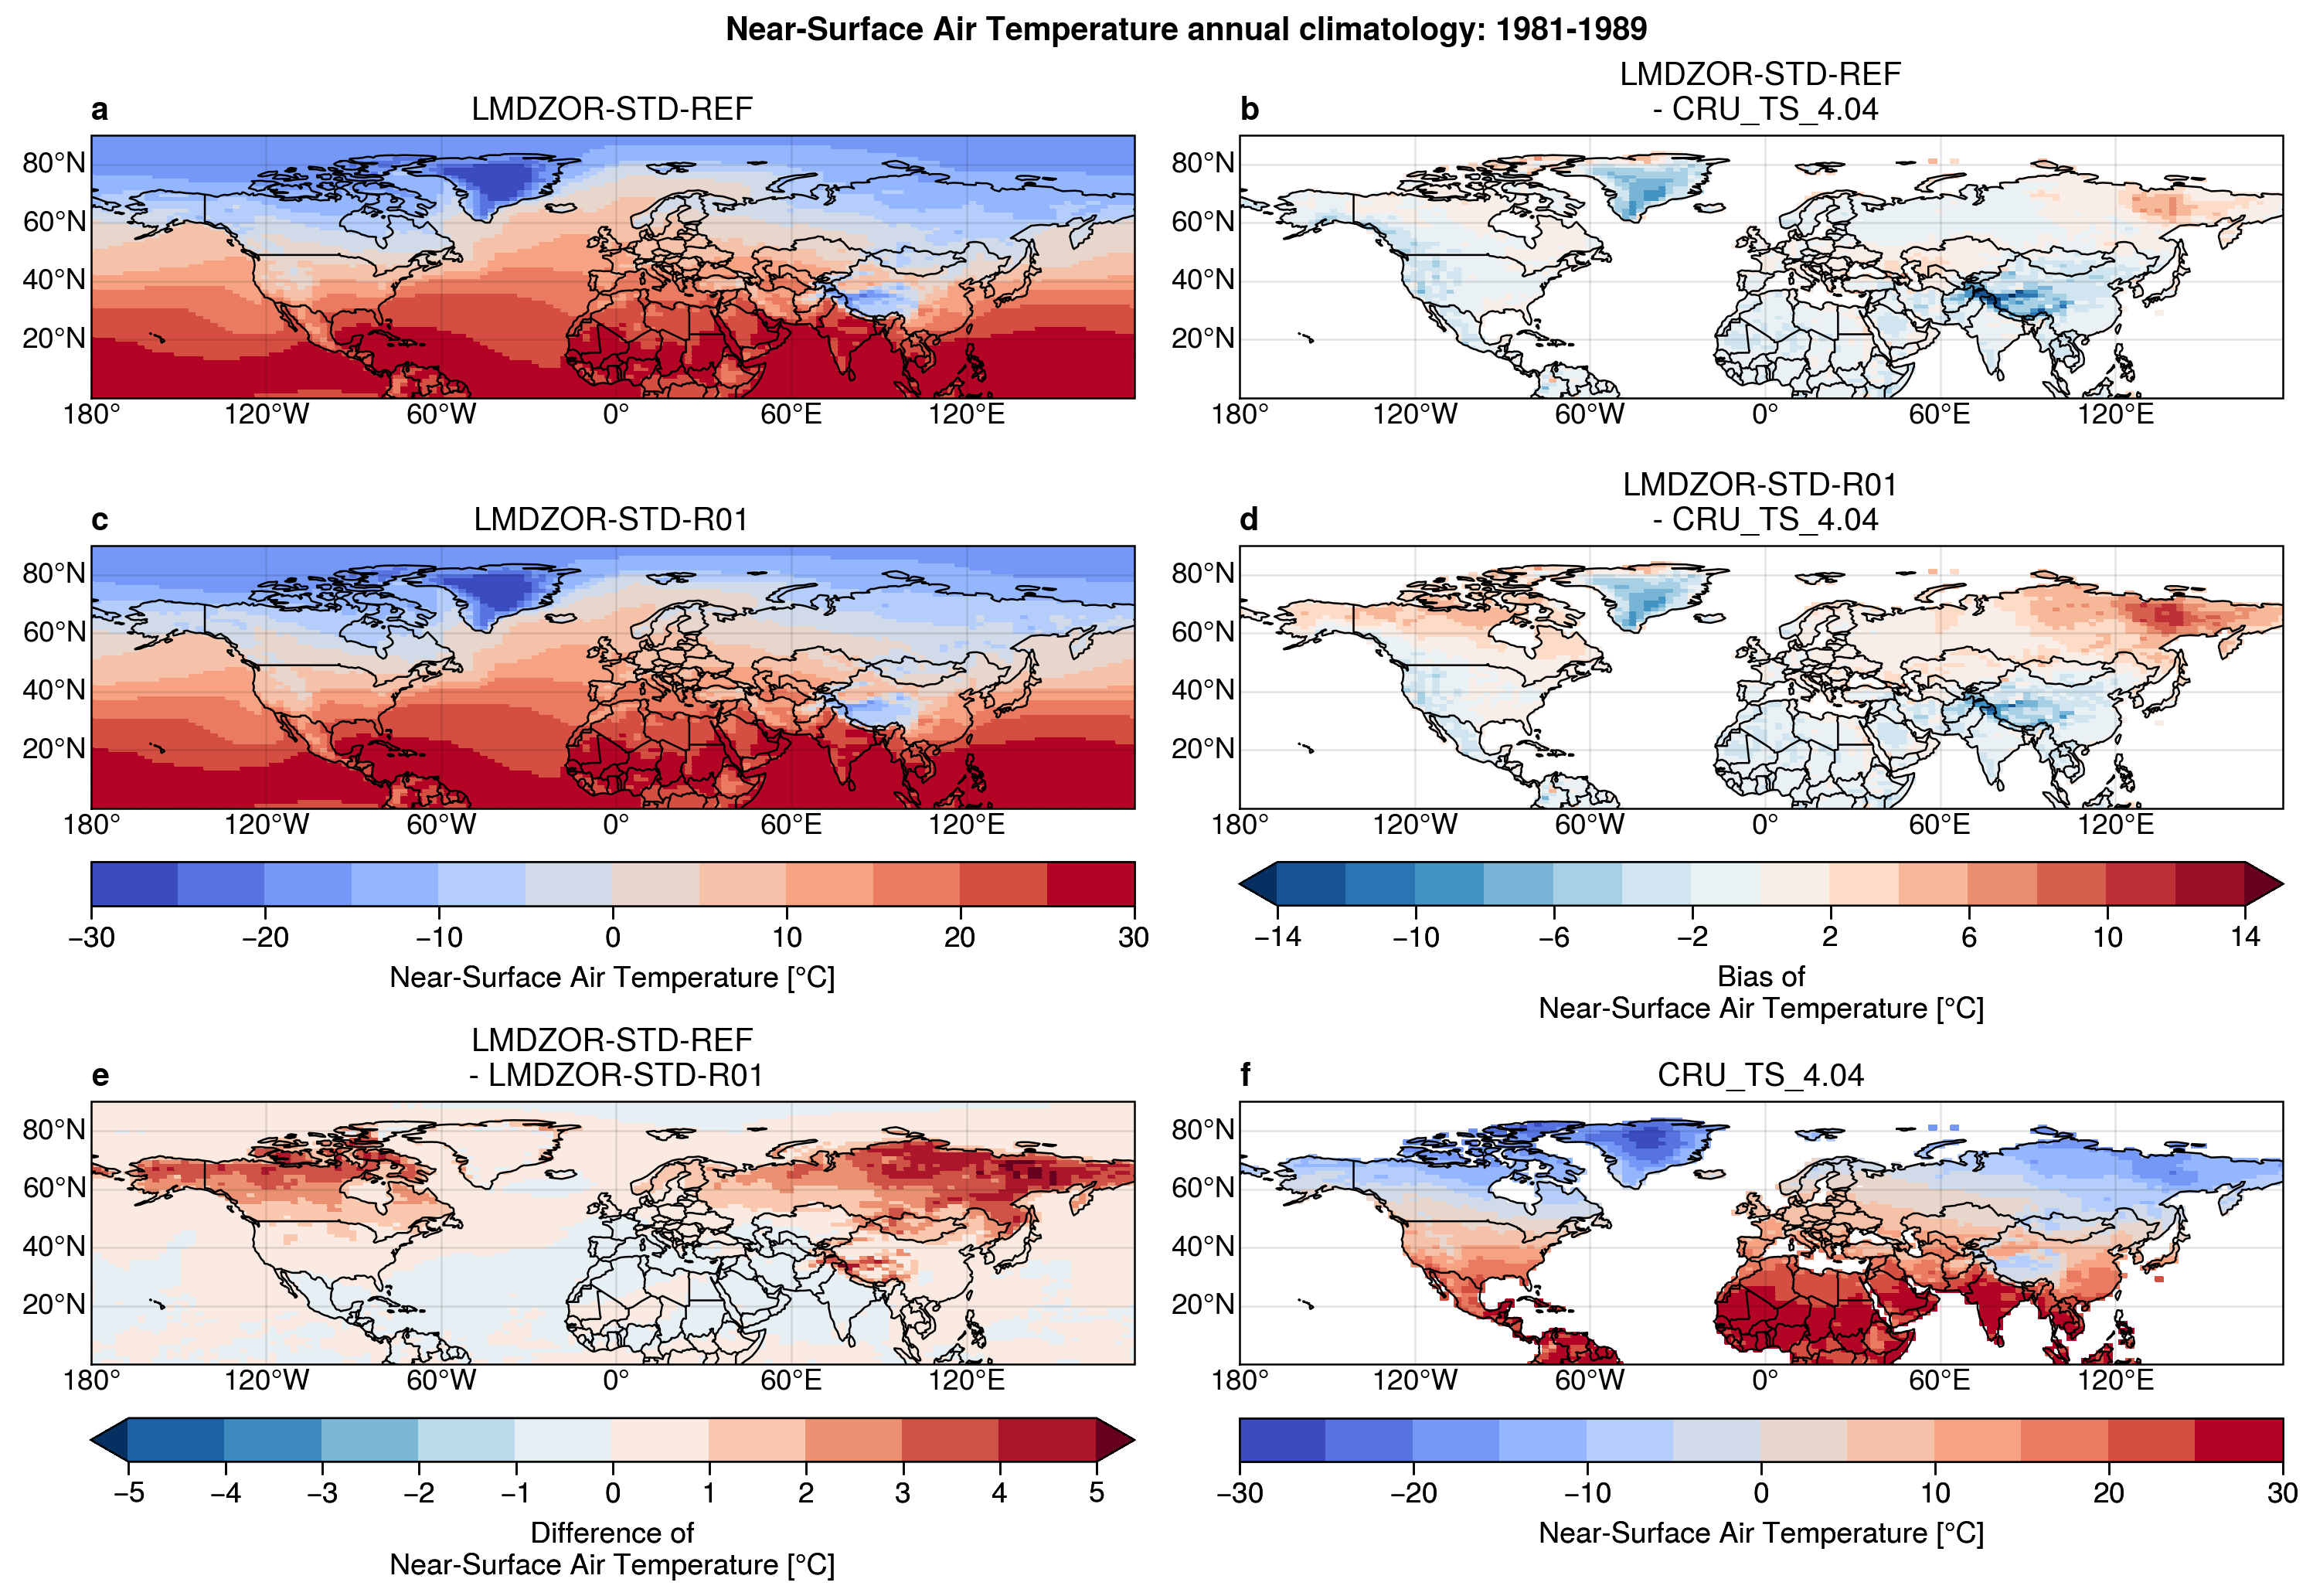 Near-Surface Air Temperature annual climatology: 1981-1989
a
LMDZOR-STD-REF
80°N
60°N
40°N
20°N
180°
120°W
60°W
0°
60°E
120°E
b
LMDZOR-STD-REF
- CRU_TS_4.04
80°N
60°N
40°N
20°N
180°
120°W
60°W
0°
60°E
120°E
c
LMDZOR-STD-R01
80°N
60°N
40°N
20°N
180°
120°W
60°W
0°
60°E
120°E
−30
−20
−10
0
10
20
30
Near-Surface Air Temperature [°C]
d
LMDZOR-STD-R01
- CRU_TS_4.04
80°N
60°N
40°N
20°N
180°
120°W
60°W
0°
60°E
120°E
−14
−10
−6
−2
2
6
10
14
Bias of
Near-Surface Air Temperature [°C]
e
LMDZOR-STD-REF
- LMDZOR-STD-R01
80°N
60°N
40°N
20°N
180°
120°W
60°W
0°
60°E
120°E
−5
−4
−3
−2
−1
0
1
2
3
4
5
Difference of
Near-Surface Air Temperature [°C]
f
CRU_TS_4.04
80°N
60°N
40°N
20°N
180°
120°W
60°W
0°
60°E
120°E
−30
−20
−10
0
10
20
30
Near-Surface Air Temperature [°C]